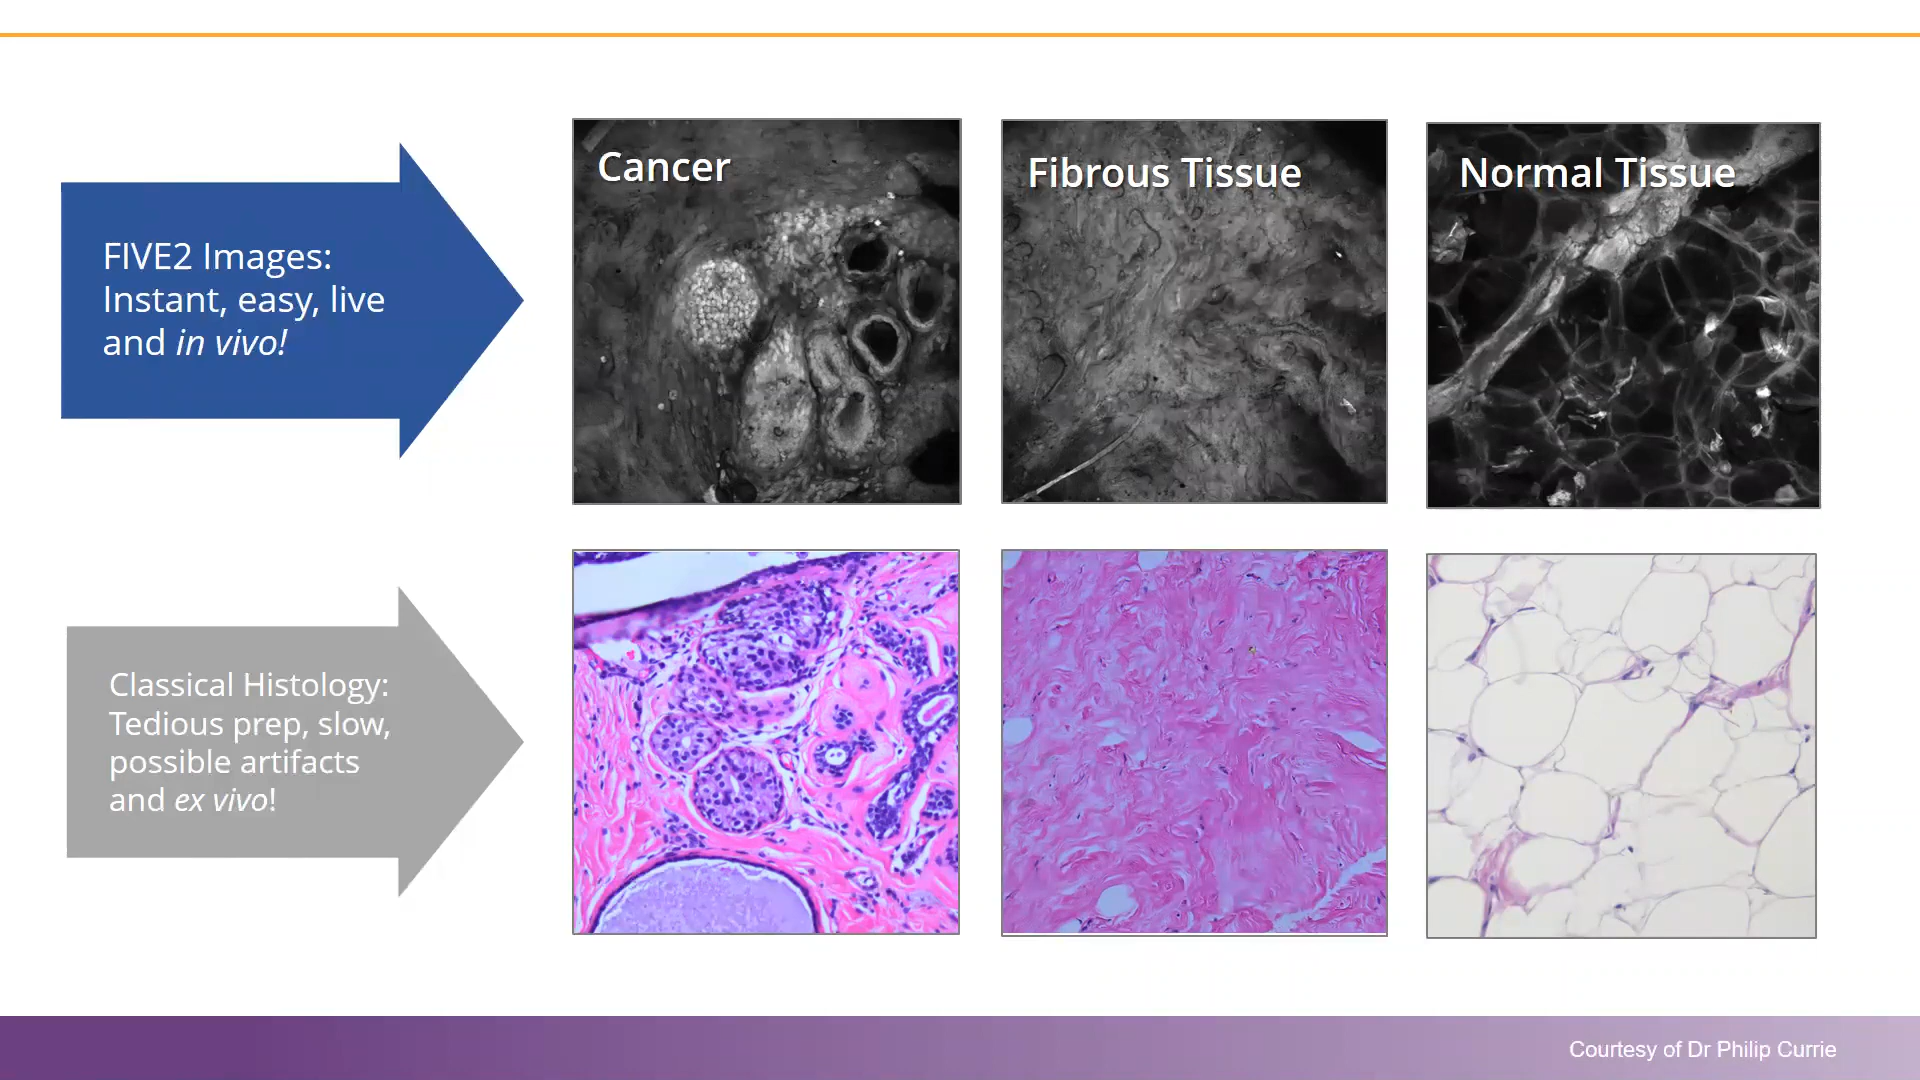 Cancer
Fibrous Tissue
Normal Tissue
FIVE2 Images:
Instant, easy, live
and in vivo!
Classical Histology:
Tedious prep, slow,
possible artifacts
and ex vivo!
Courtesy of Dr Philip Currie